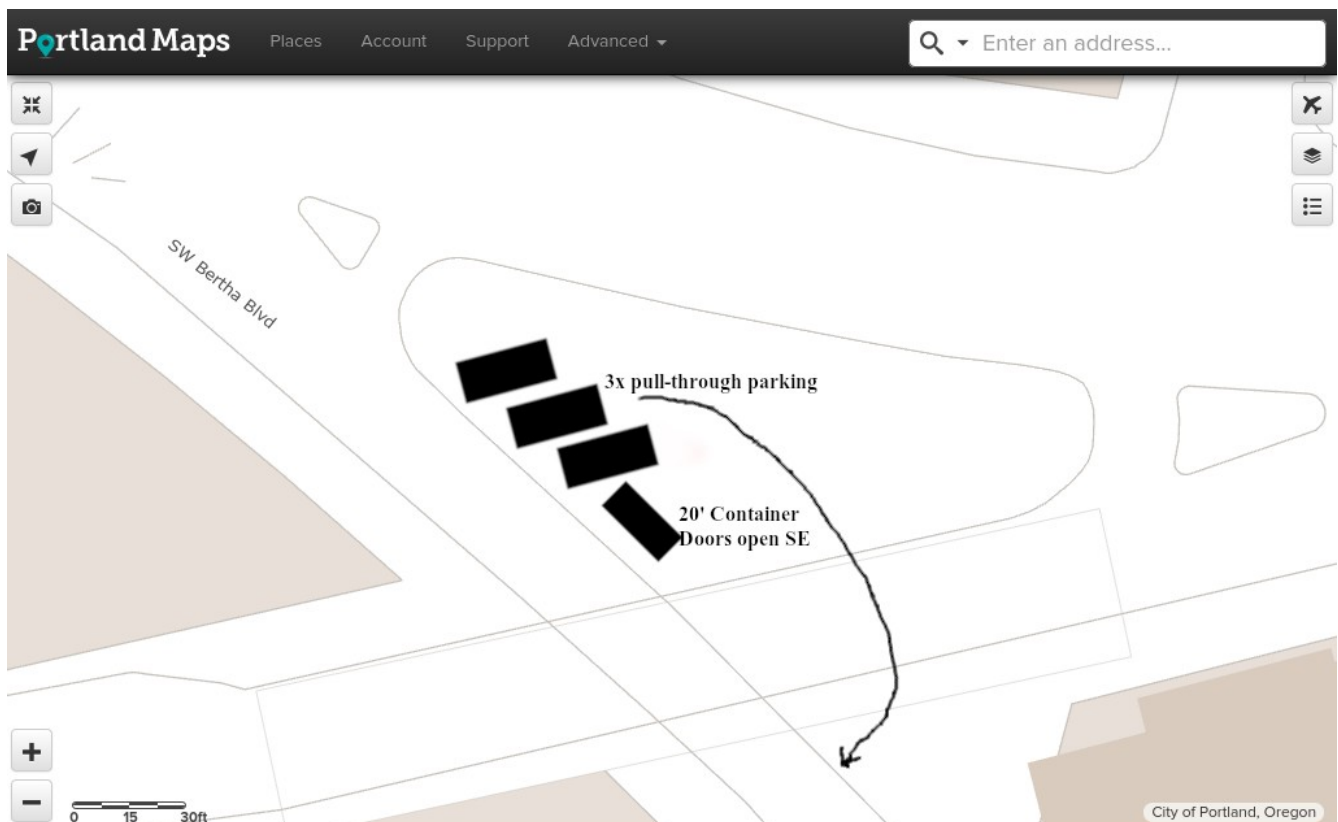 Portland Maps
Places
Account
Support
Advanced
Enter an address...
SW Bertha Blvd
3x pull-through parking
20' Container
Doors open SE
0 15 30ft
City of Portland, Oregon